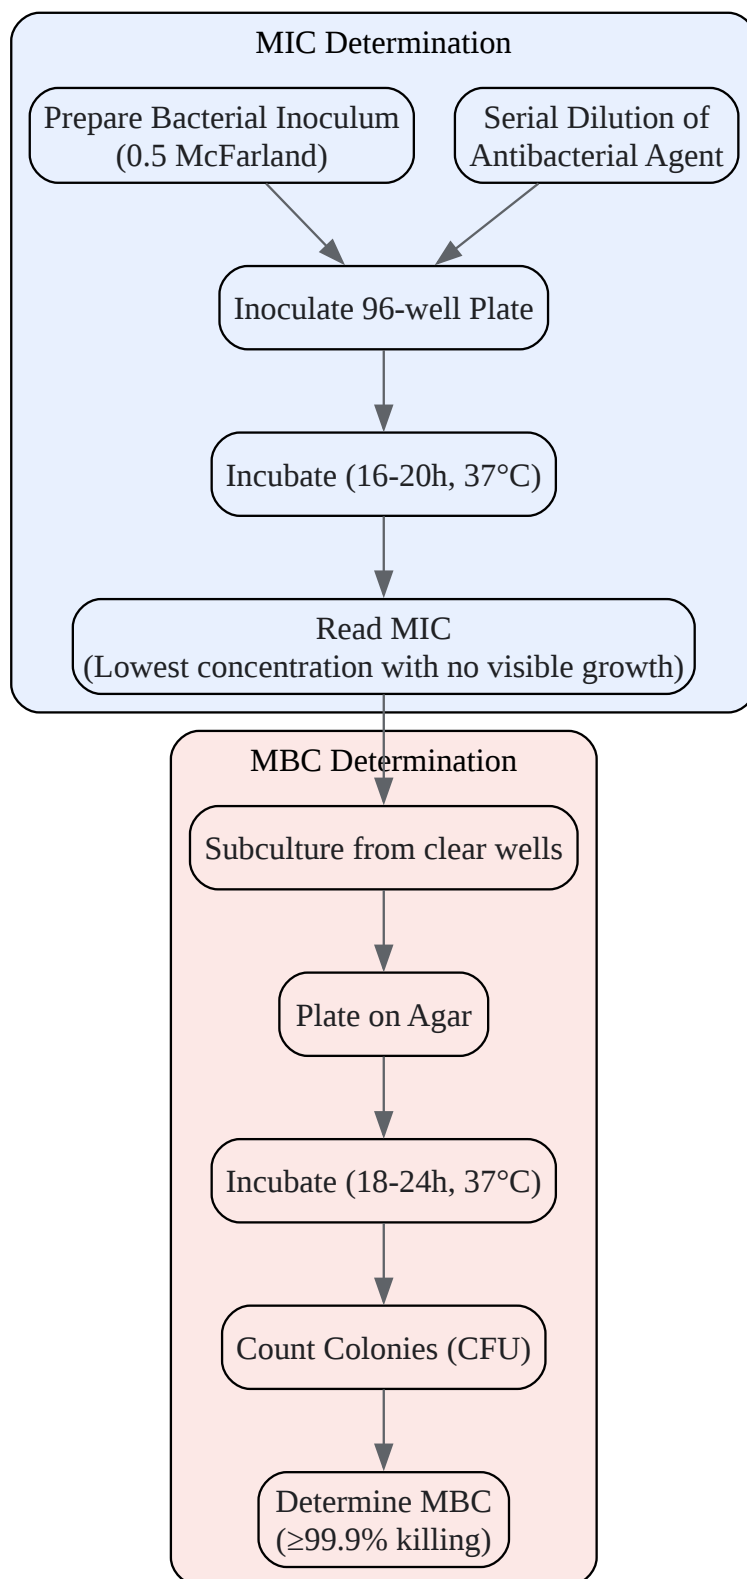 MIC Determination
Prepare Bacterial Inoculum
(0.5 McFarland)
Serial Dilution of
Antibacterial Agent
Inoculate 96-well Plate
Incubate (16-20h, 37°C)
Read MIC
(Lowest concentration with no visible growth)
MBC Determination
Subculture from clear wells
Plate on Agar
Incubate (18-24h, 37°C)
Count Colonies (CFU)
Determine MBC
(≥99.9% killing)